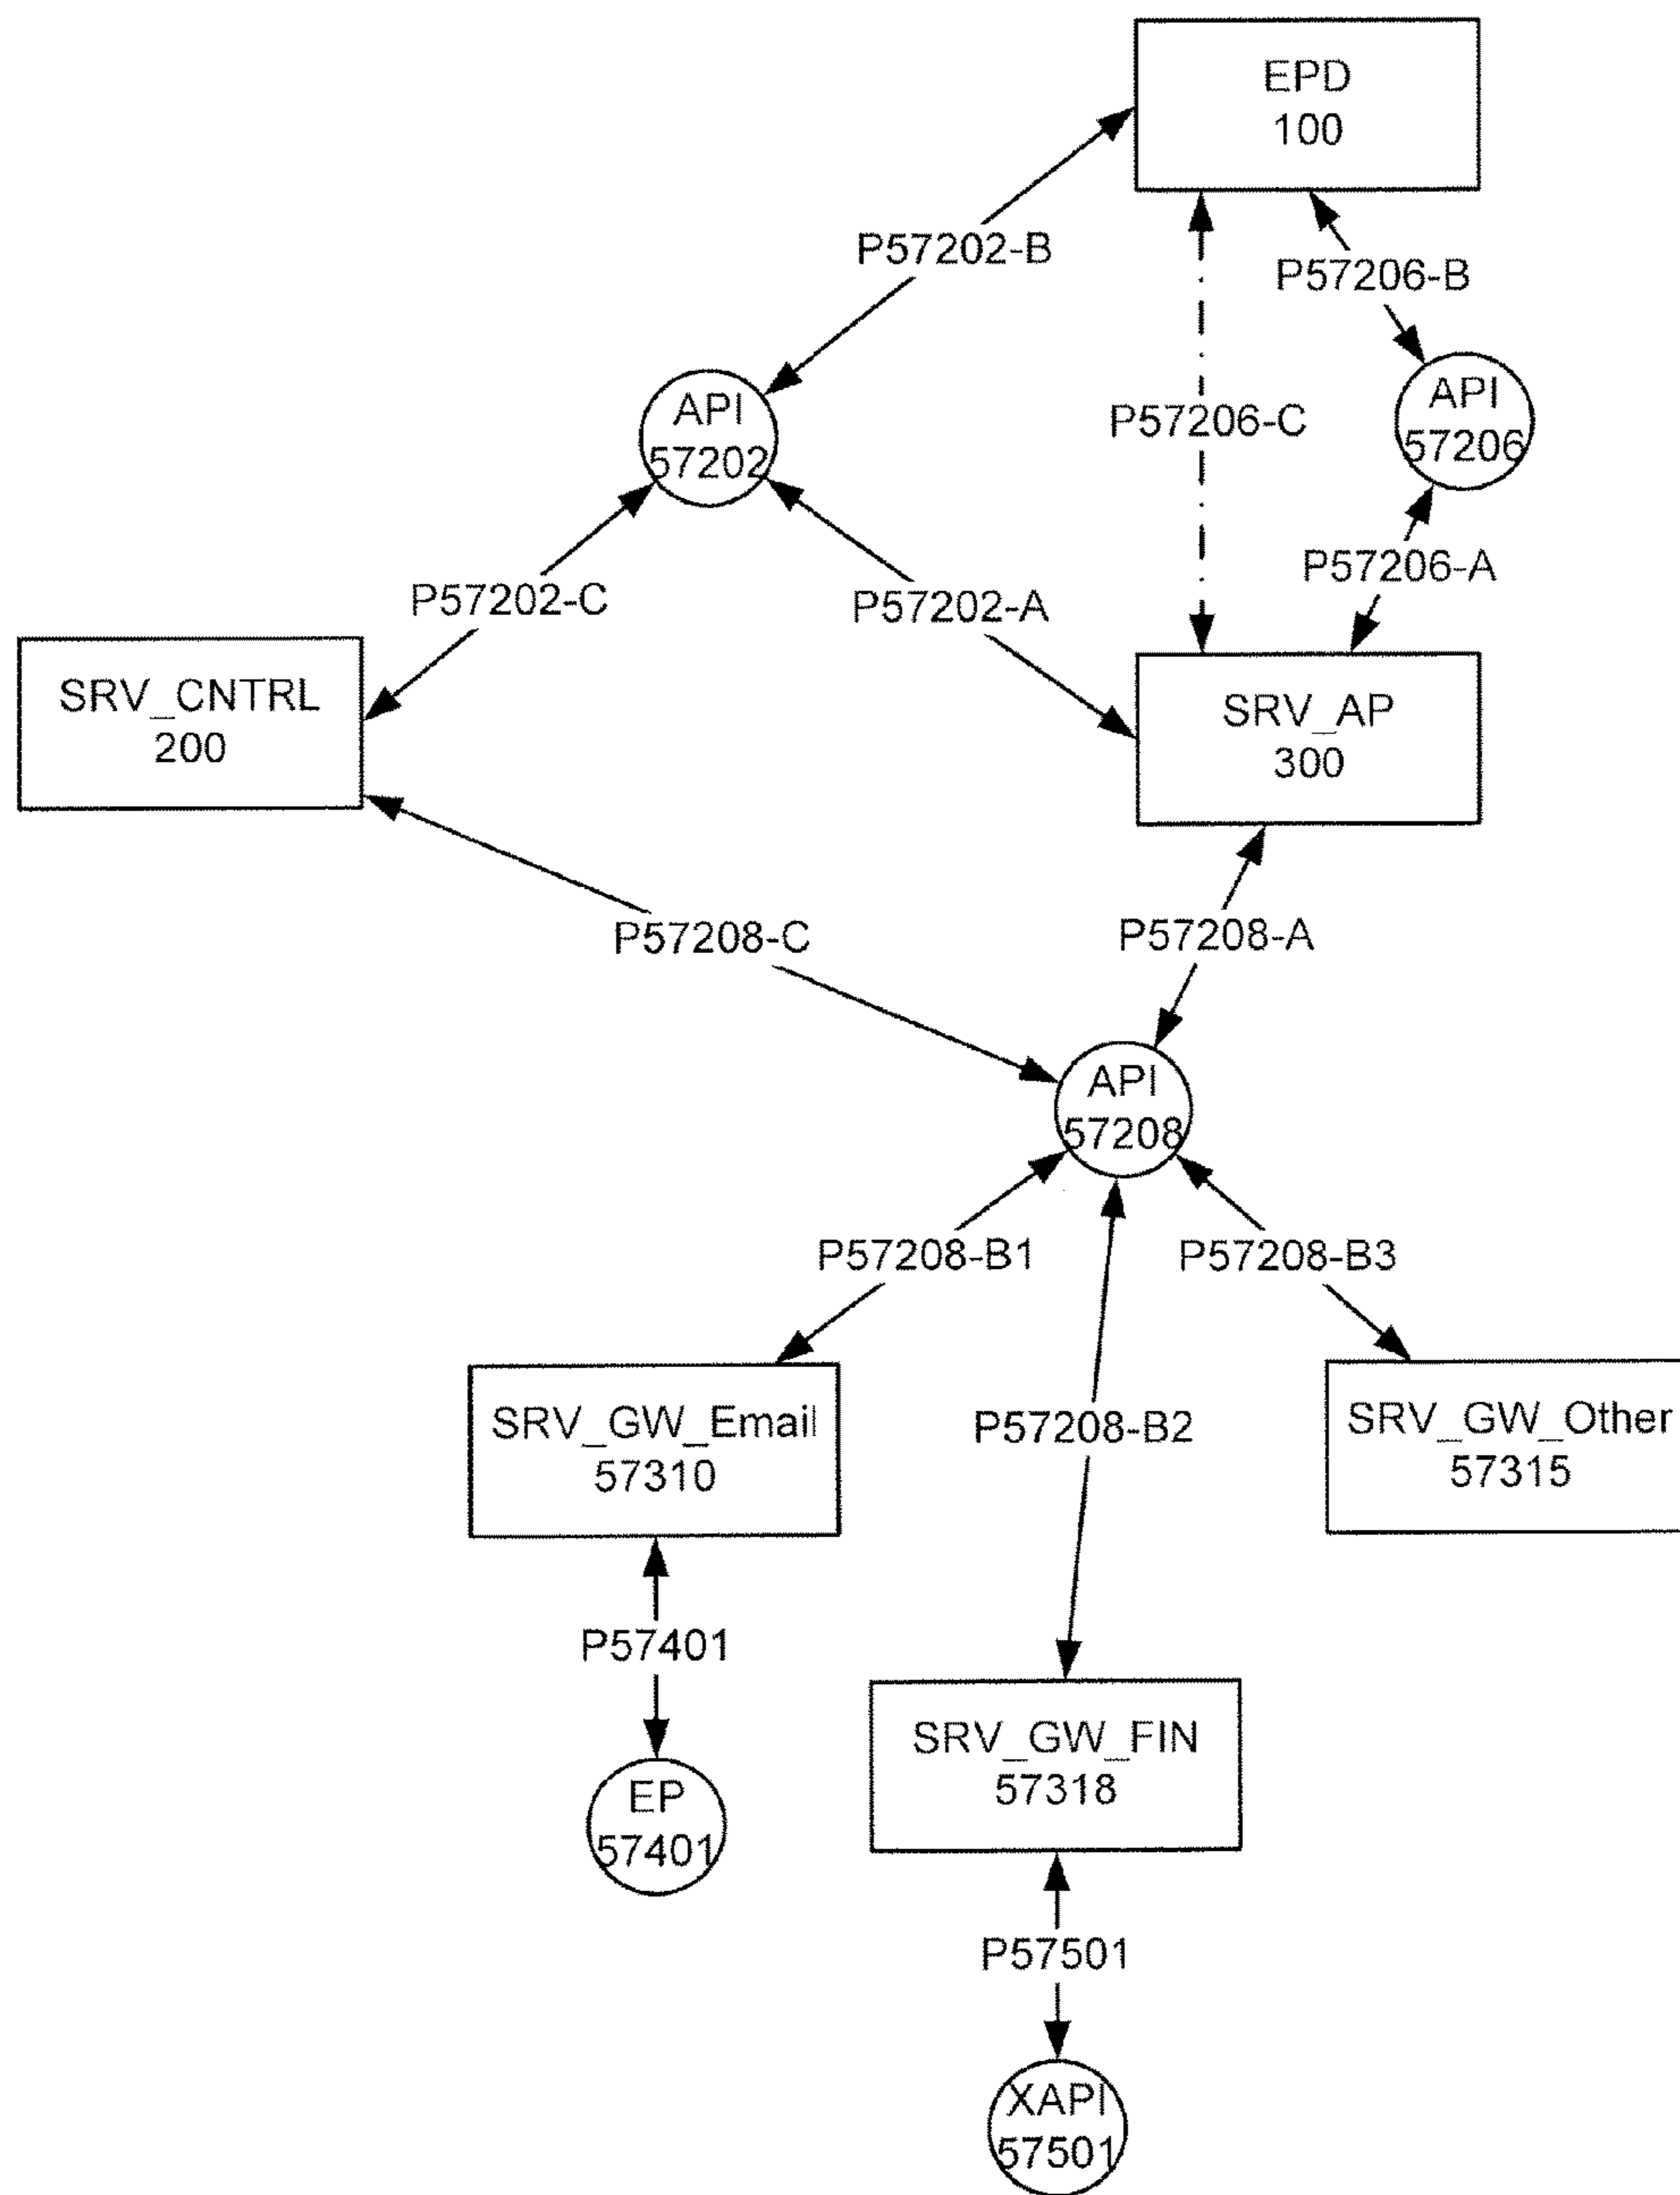 EPD
100
P57202-B
P57206-B
API
57202
P57206-C
API
57206
P57206-A
P57202-C
P57202-A
SRV_CNTRL
200
SRV_AP
300
P57208-C
P57208-A
API
57208
P57208-B1
P57208-B3
SRV_GW_Email
57310
P57208-B2
SRV_GW_Other
57315
P57401
SRV_GW_FIN
57318
EP
57401
P57501
XAPI
57501